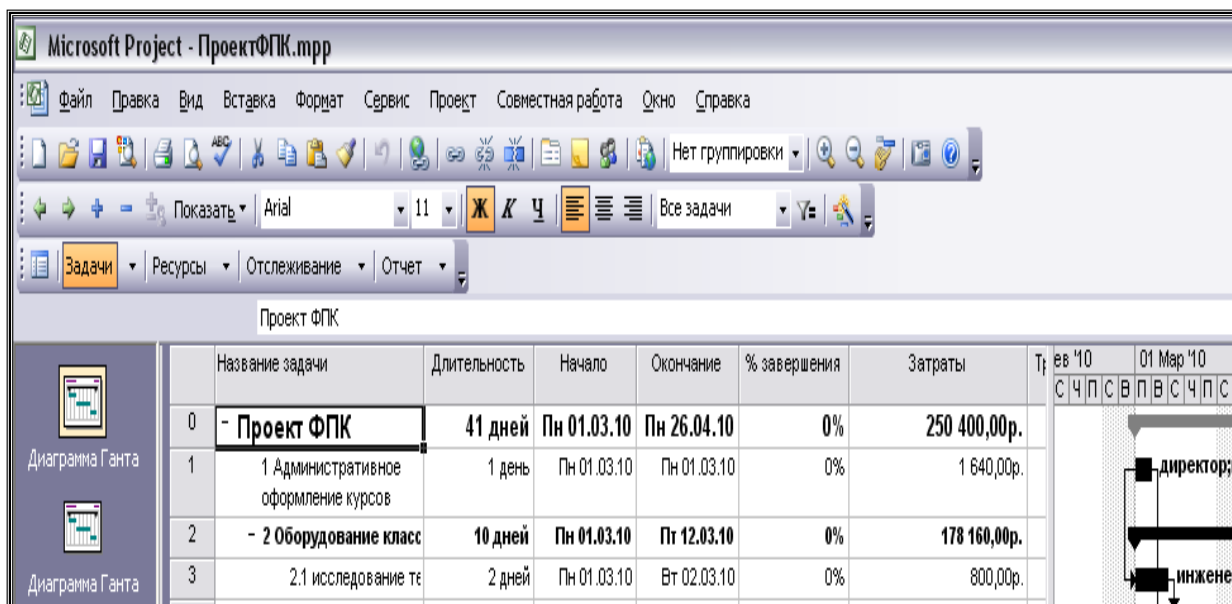 Microsoft Project - ПроектФПК.mpp
Файл Правка Вид Вставка Формат Сервис Проект Совместная работа Окно Справка
ABC Нет группировки
Показать Arial 11 Ж К Ч Все задачи
Задачи Ресурсы Отслеживание Отчет
Проект ФПК
Название задачи Длительность Начало Окончание % завершения Затраты Тр ев '10 01 Мар '10
С Ч П С В П В С Ч П С
0 - Проект ФПК 41 дней Пн 01.03.10 Пн 26.04.10 0% 250 400,00р.
Диаграмма Ганта
1 1 Административное оформление курсов 1 день Пн 01.03.10 Пн 01.03.10 0% 1 640,00р. директор;
2 - 2 Оборудование класс 10 дней Пн 01.03.10 Пт 12.03.10 0% 178 160,00р.
Диаграмма Ганта
3 2.1 исследование те 2 дней Пн 01.03.10 Вт 02.03.10 0% 800,00р. инжене